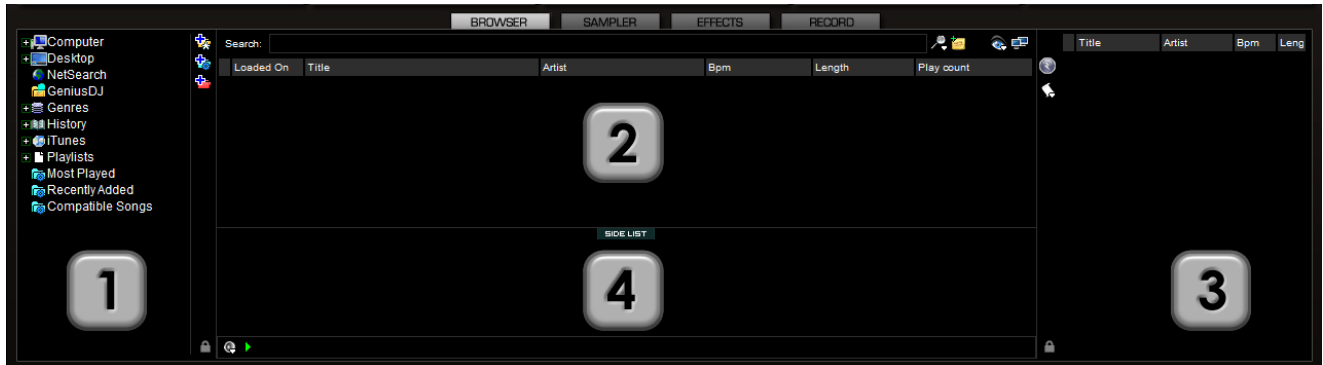 BROWSER SAMPLER EFFECTS RECORD
Computer
Desktop
NetSearch
GeniusDJ
Genres
History
iTunes
Playlists
Most Played
Recently Added
Compatible Songs
1
Search:
Loaded On Title Artist Bpm Length Play count
2
SIDE LIST
4
Title Artist Bpm Leng
3